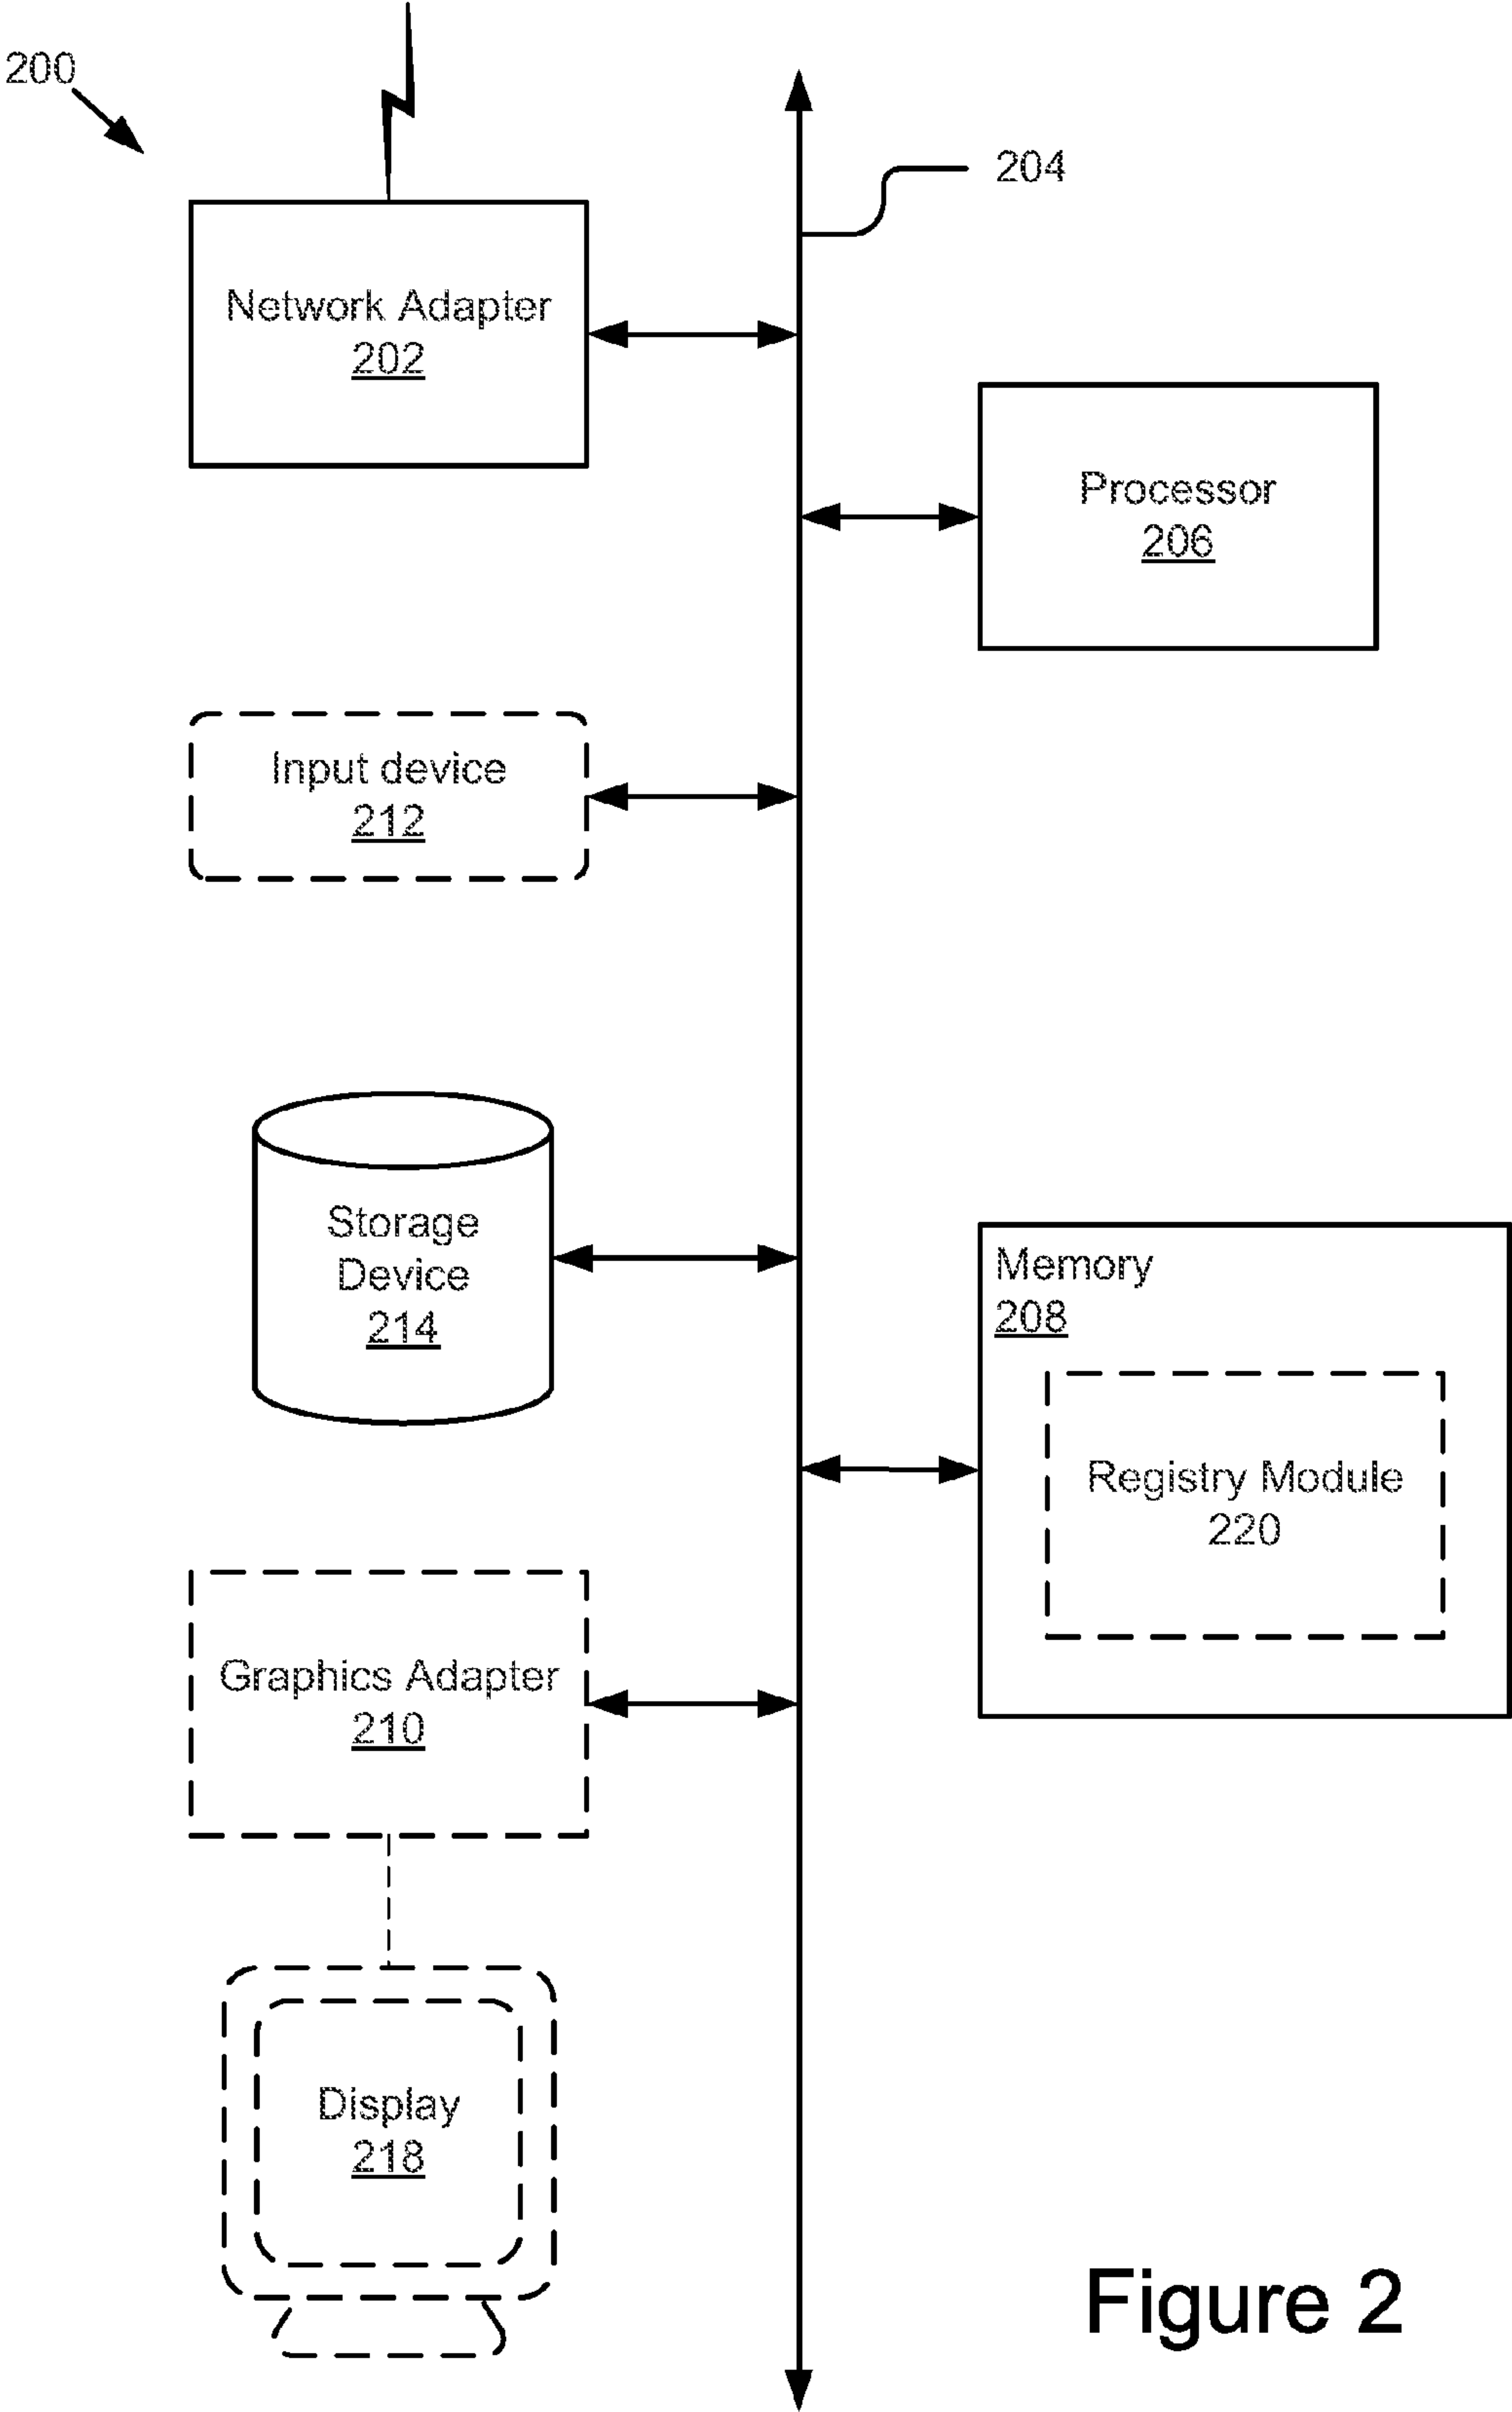 200
204
Network Adapter
202
Processor
206
Input device
212
Storage
Device
214
Memory
208
Registry Module
220
Graphics Adapter
210
Display
218
Figure 2